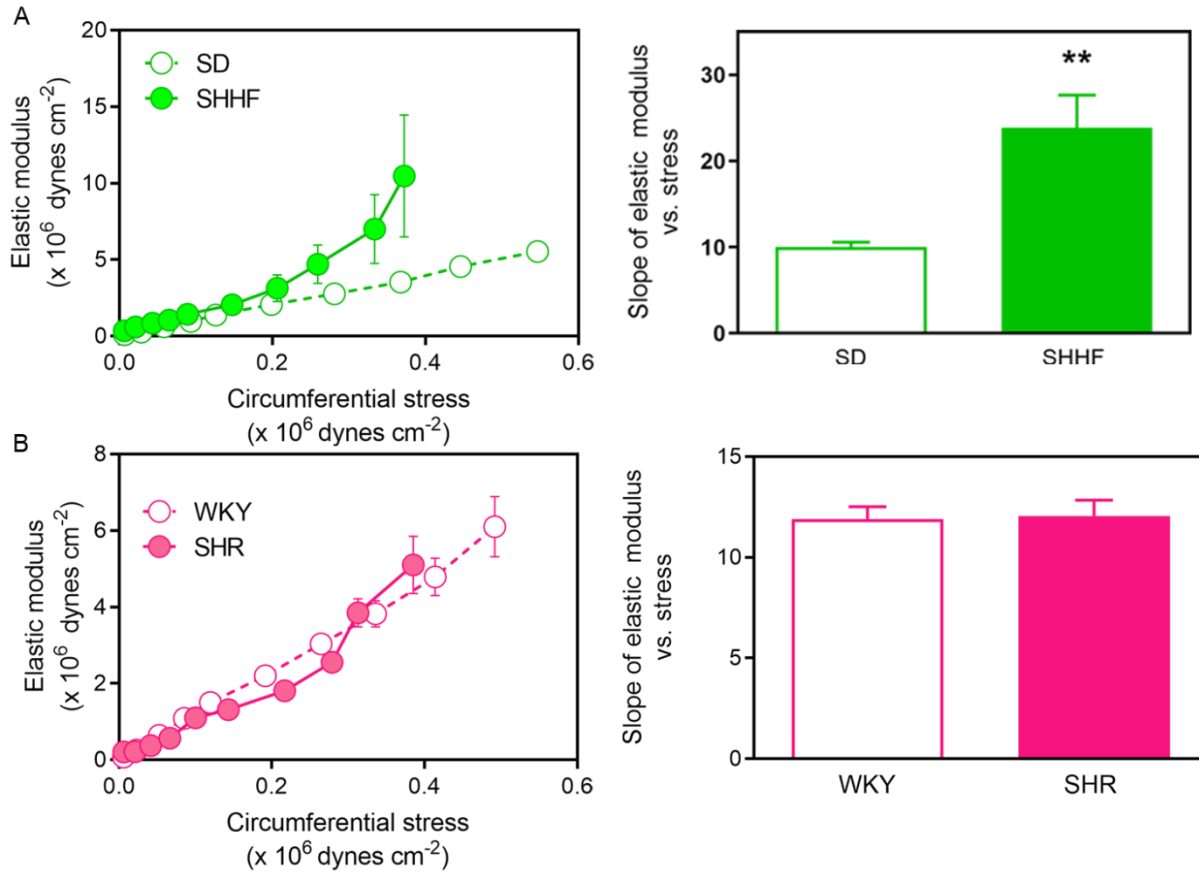 A
20
15
10
5
0
SD
SHHF
Elastic modulus
(x 10⁶ dynes cm⁻²)
0.0 0.2 0.4 0.6
Circumferential stress
(x 10⁶ dynes cm⁻²)
30
20
10
0
**
Slope of elastic modulus
vs. stress
SD SHHF
B
8
6
4
2
0
WKY
SHR
Elastic modulus
(x 10⁶ dynes cm⁻²)
0.0 0.2 0.4 0.6
Circumferential stress
(x 10⁶ dynes cm⁻²)
15
10
5
0
Slope of elastic modulus
vs. stress
WKY SHR